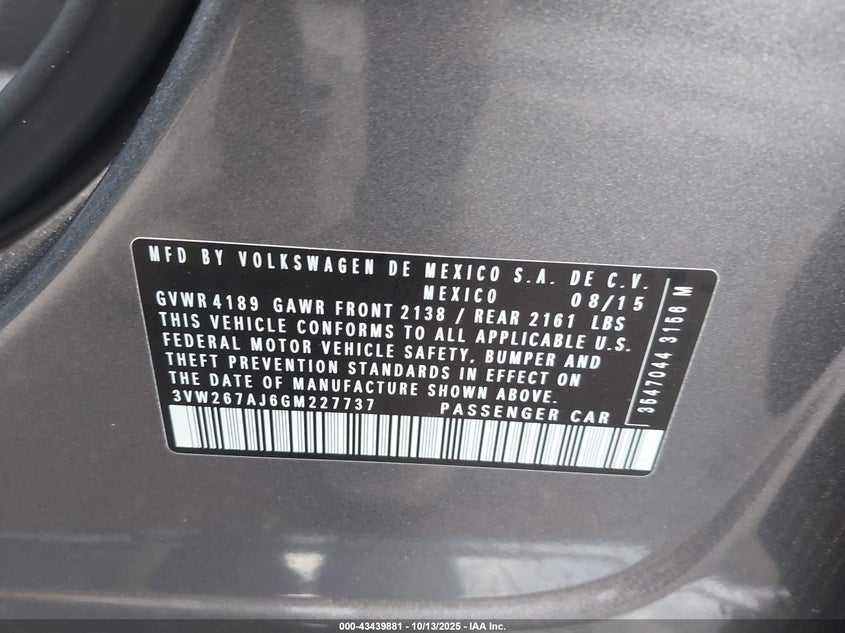 MFD BY VOLKSWAGEN DE MEXICO S.A. DE C.V.
MEXICO 08/15
GVWR 4189 GAWR FRONT 2138 / REAR 2161 LBS
THIS VEHICLE CONFORMS TO ALL APPLICABLE U.S.
FEDERAL MOTOR VEHICLE SAFETY, BUMPER AND
THEFT PREVENTION STANDARDS IN EFFECT ON
THE DATE OF MANUFACTURE SHOWN ABOVE.
3VW267AJ6GM227737 PASSENGER CAR
3547044 3156 M
000-43439881 - 10/13/2025 - IAA Inc.